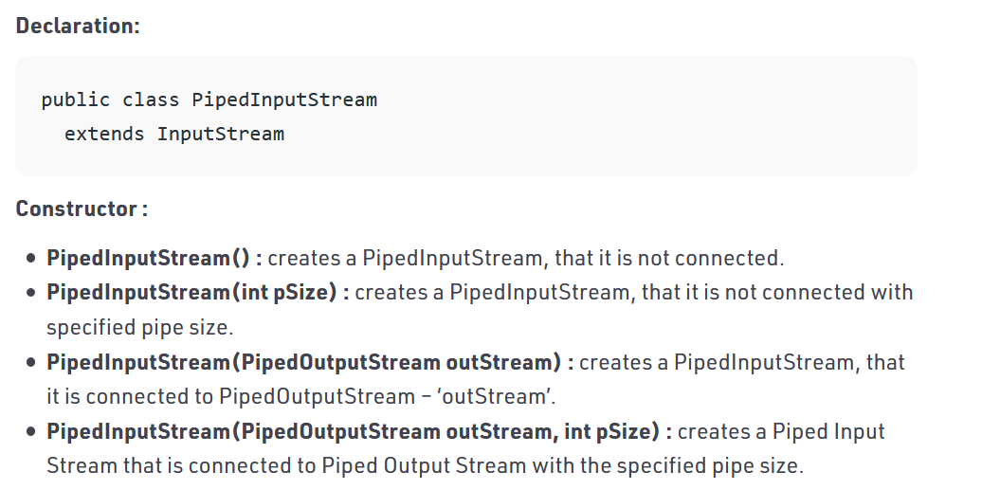 Declaration:
public class PipedInputStream
  extends InputStream
Constructor :
• PipedInputStream() : creates a PipedInputStream, that it is not connected.
• PipedInputStream(int pSize) : creates a PipedInputStream, that it is not connected with
specified pipe size.
• PipedInputStream(PipedOutputStream outStream) : creates a PipedInputStream, that
it is connected to PipedOutputStream – ‘outStream’.
• PipedInputStream(PipedOutputStream outStream, int pSize) : creates a Piped Input
Stream that is connected to Piped Output Stream with the specified pipe size.